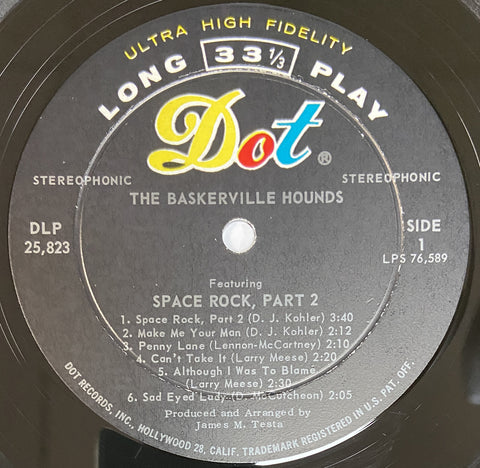 ULTRA HIGH FIDELITY
LONG 33 1/3 PLAY
Dot®
STEREOPHONIC STEREOPHONIC
THE BASKERVILLE HOUNDS
DLP
25,823
SIDE
1
LPS 76,589
Featuring
SPACE ROCK, PART 2
1. Space Rock, Part 2 (D. J. Kohler) 3:40
2. Make Me Your Man (D. J. Kohler) 2:12
3. Penny Lane (Lennon-McCartney) 2:10
4. Can't Take It (Larry Meese) 2:20
5. Although I Was To Blame
(Larry Meese) 2:30
6. Sad Eyed Lady (D. McCutcheon) 2:05
Produced and Arranged by
James M. Testa
DOT RECORDS, INC., HOLLYWOOD 28, CALIF. TRADEMARK REGISTERED IN U.S. PAT. OFF.